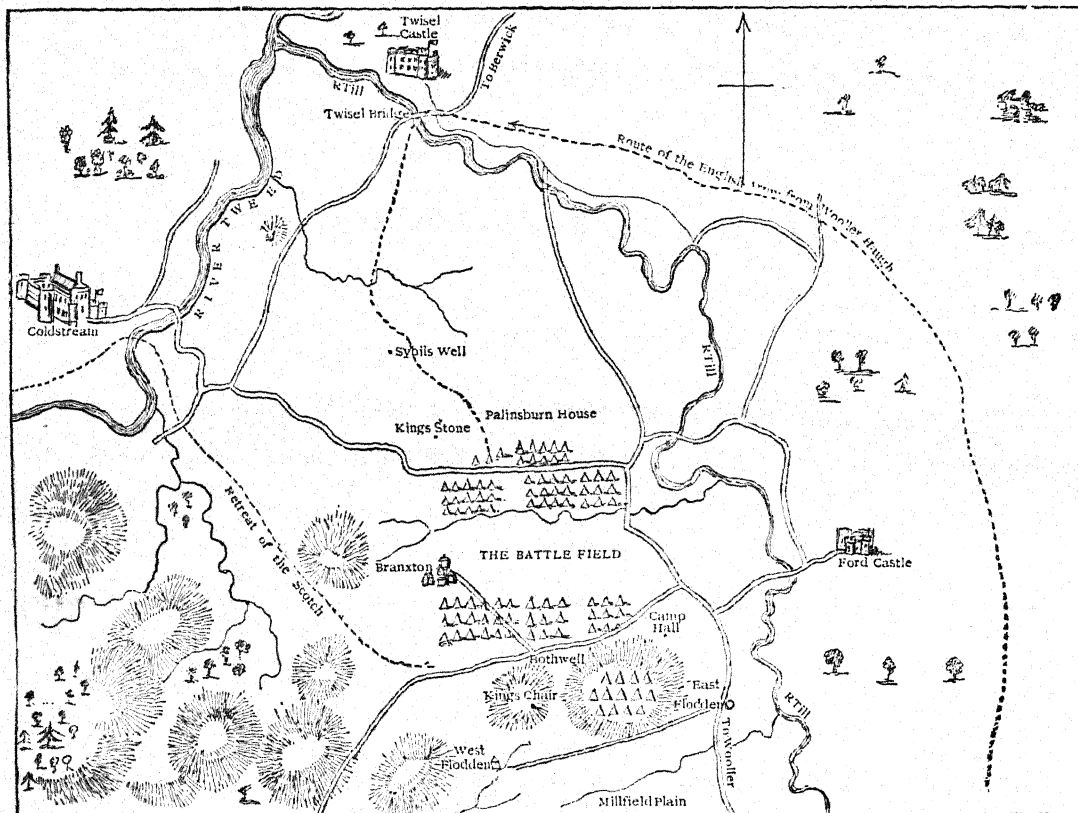 Twisel
Castle
To Berwick
R Till
Twisel Bridge
Route of the English Army from Wooller Haugh
RIVER TWEED
Coldstream
Sybils Well
R Till
Palinsburn House
Kings Stone
Retreat of the Scotch
THE BATTLE FIELD
Branxton
Ford Castle
Camp
Hall
Bothwell
Kings Chair
East
Flodden
R Till
To Wooller
West
Flodden
Millfield Plain